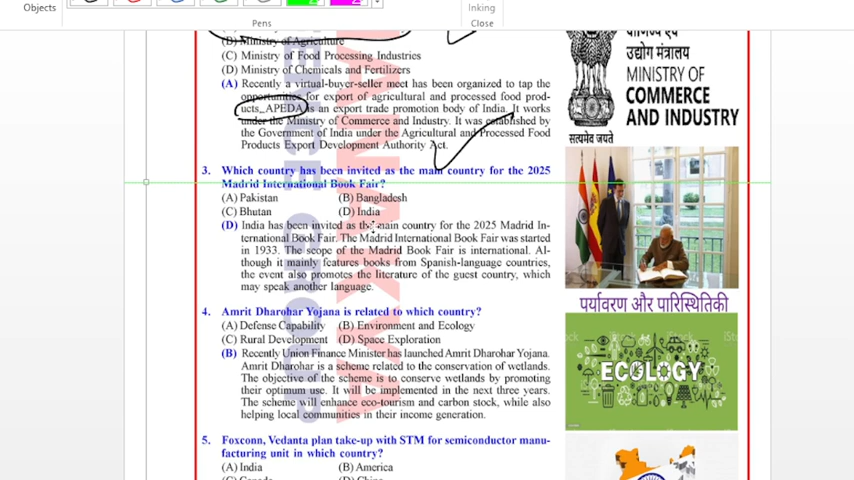 Objects
Pens
Inking
Close
(B) Ministry of Agriculture
(C) Ministry of Food Processing Industries
(D) Ministry of Chemicals and Fertilizers
(A) Recently a virtual-buyer-seller meet has been organized to tap the
opportunities for export of agricultural and processed food prod-
ucts. APEDA is an export trade promotion body of India. It works
under the Ministry of Commerce and Industry. It was established by
the Government of India under the Agricultural and Processed Food
Products Export Development Authority Act.
3. Which country has been invited as the main country for the 2025
Madrid International Book Fair?
(A) Pakistan (B) Bangladesh
(C) Bhutan (D) India
(D) India has been invited as the main country for the 2025 Madrid In-
ternational Book Fair. The Madrid International Book Fair was started
in 1933. The scope of the Madrid Book Fair is international. Al-
though it mainly features books from Spanish-language countries,
the event also promotes the literature of the guest country, which
may speak another language.
4. Amrit Dharohar Yojana is related to which country?
(A) Defense Capability (B) Environment and Ecology
(C) Rural Development (D) Space Exploration
(B) Recently Union Finance Minister has launched Amrit Dharohar Yojana.
Amrit Dharohar is a scheme related to the conservation of wetlands.
The objective of the scheme is to conserve wetlands by promoting
their optimum use. It will be implemented in the next three years.
The scheme will enhance eco-tourism and carbon stock, while also
helping local communities in their income generation.
5. Foxconn, Vedanta plan take-up with STM for semiconductor manu-
facturing unit in which country?
(A) India (B) America
वाणिज्य एवं
उद्योग मंत्रालय
MINISTRY OF
COMMERCE
AND INDUSTRY
सत्यमेव जयते
पर्यावरण और पारिस्थितिकी
ECOLOGY